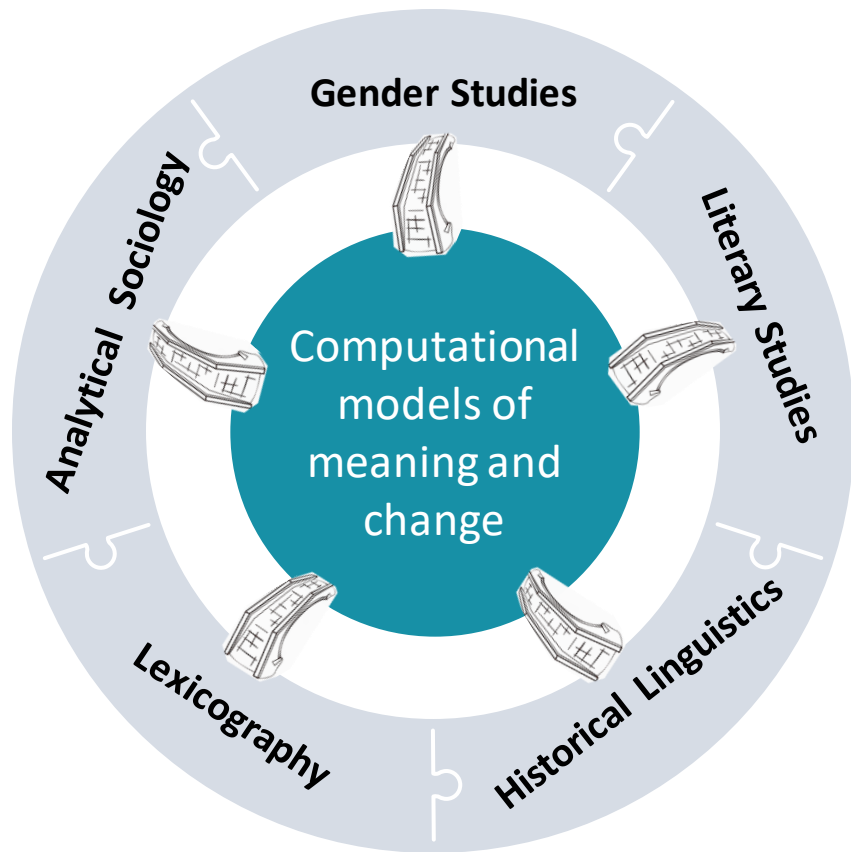 Gender Studies
Literary Studies
Historical Linguistics
Lexicography
Analytical Sociology
Computational
models of
meaning and
change